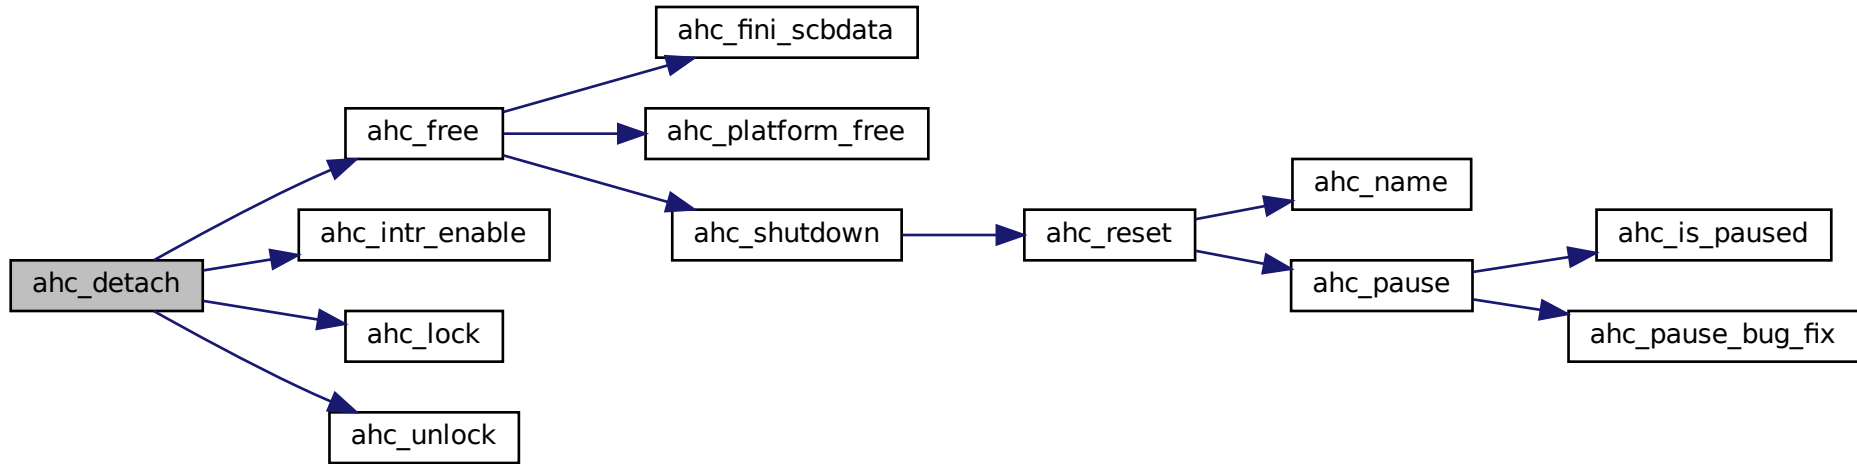 ahc_fini_scbdata
ahc_free
ahc_platform_free
ahc_name
ahc_intr_enable
ahc_shutdown
ahc_reset
ahc_is_paused
ahc_detach
ahc_pause
ahc_lock
ahc_pause_bug_fix
ahc_unlock